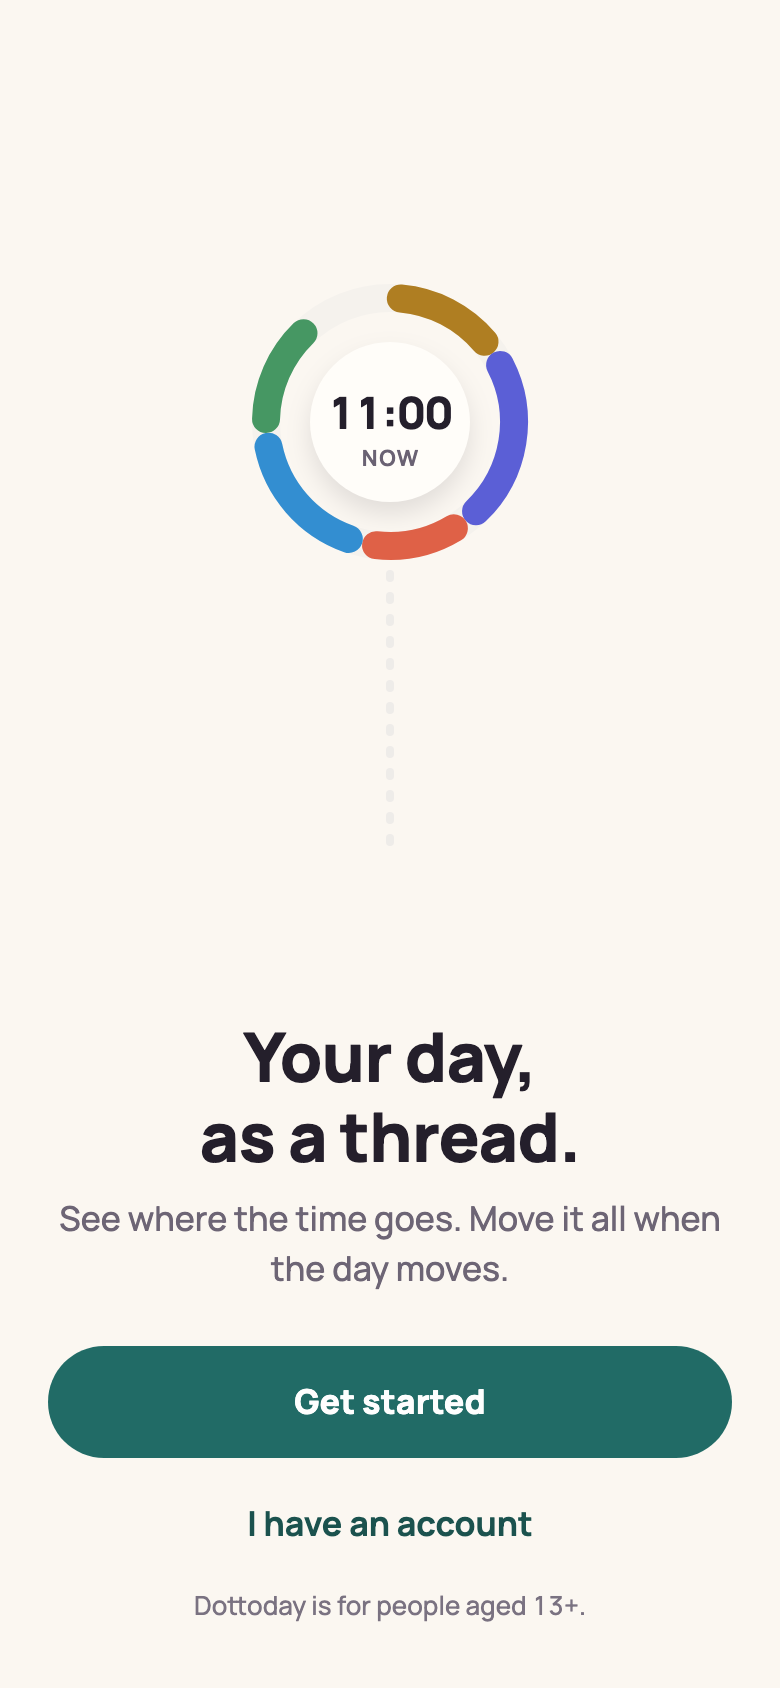 11:00
NOW
Your day,
as a thread.
See where the time goes. Move it all when
the day moves.
Get started
I have an account
Dottoday is for people aged 13+.